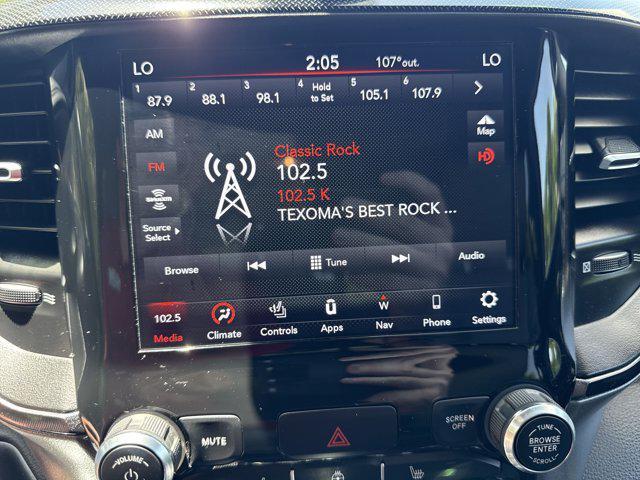 LO 2:05 107°out. LO
1 87.9 2 88.1 3 98.1 4 Hold to Set 5 105.1 6 107.9
AM
FM
SiriusXM
Source
Select
Classic Rock
102.5
102.5 K
TEXOMA'S BEST ROCK ...
Map
HD
Browse Tune Audio
102.5
Media Climate Controls Apps W Nav Phone Settings
MUTE
SCREEN
OFF
VOLUME
TUNE
BROWSE
ENTER
SCROLL